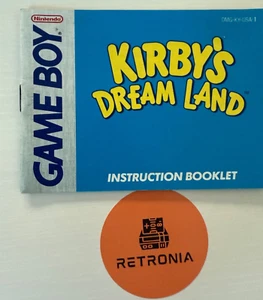 Nintendo
GAME BOY
KIRBY'S
DREAM LAND
INSTRUCTION BOOKLET
RETRONIA